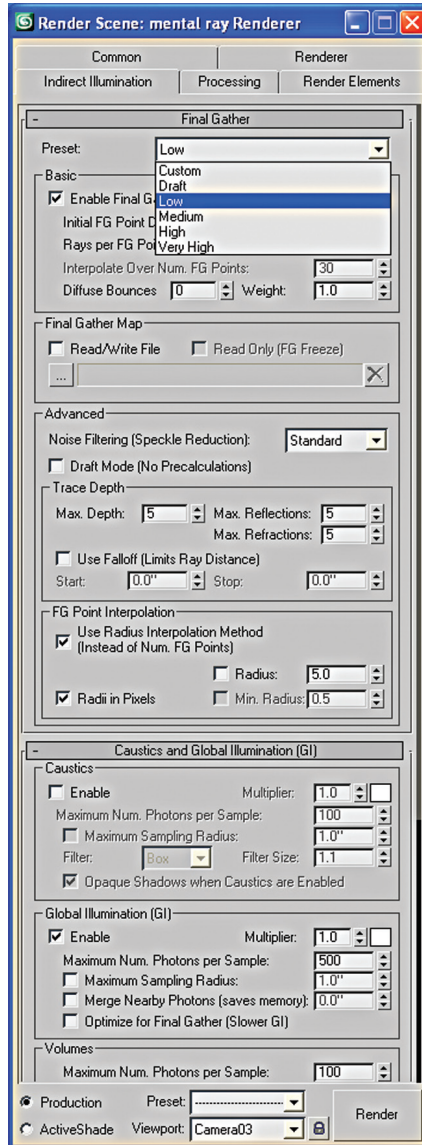 Render Scene: mental ray Renderer
Common Renderer
Indirect Illumination Processing Render Elements
- Final Gather
Preset: Low
Custom
Draft
Low
Medium
High
Very High
Basic
Enable Final G
Initial FG Point D
Rays per FG Poi
Interpolate Over Num. FG Points: 30
Diffuse Bounces 0 Weight: 1.0
Final Gather Map
Read/Write File Read Only (FG Freeze)
...
Advanced
Noise Filtering (Speckle Reduction): Standard
Draft Mode (No Precalculations)
Trace Depth
Max. Depth: 5 Max. Reflections: 5
Max. Refractions: 5
Use Falloff (Limits Ray Distance)
Start: 0.0" Stop: 0.0"
FG Point Interpolation
Use Radius Interpolation Method
(Instead of Num. FG Points)
Radius: 5.0
Radii in Pixels Min. Radius: 0.5
- Caustics and Global Illumination (GI)
Caustics
Enable Multiplier: 1.0
Maximum Num. Photons per Sample: 100
Maximum Sampling Radius: 1.0"
Filter: Box Filter Size: 1.1
Opaque Shadows when Caustics are Enabled
Global Illumination (GI)
Enable Multiplier: 1.0
Maximum Num. Photons per Sample: 500
Maximum Sampling Radius: 1.0"
Merge Nearby Photons (saves memory): 0.0"
Optimize for Final Gather (Slower GI)
Volumes
Maximum Num. Photons per Sample: 100
Production Preset: --------------------
ActiveShade Viewport: Camera03
Render